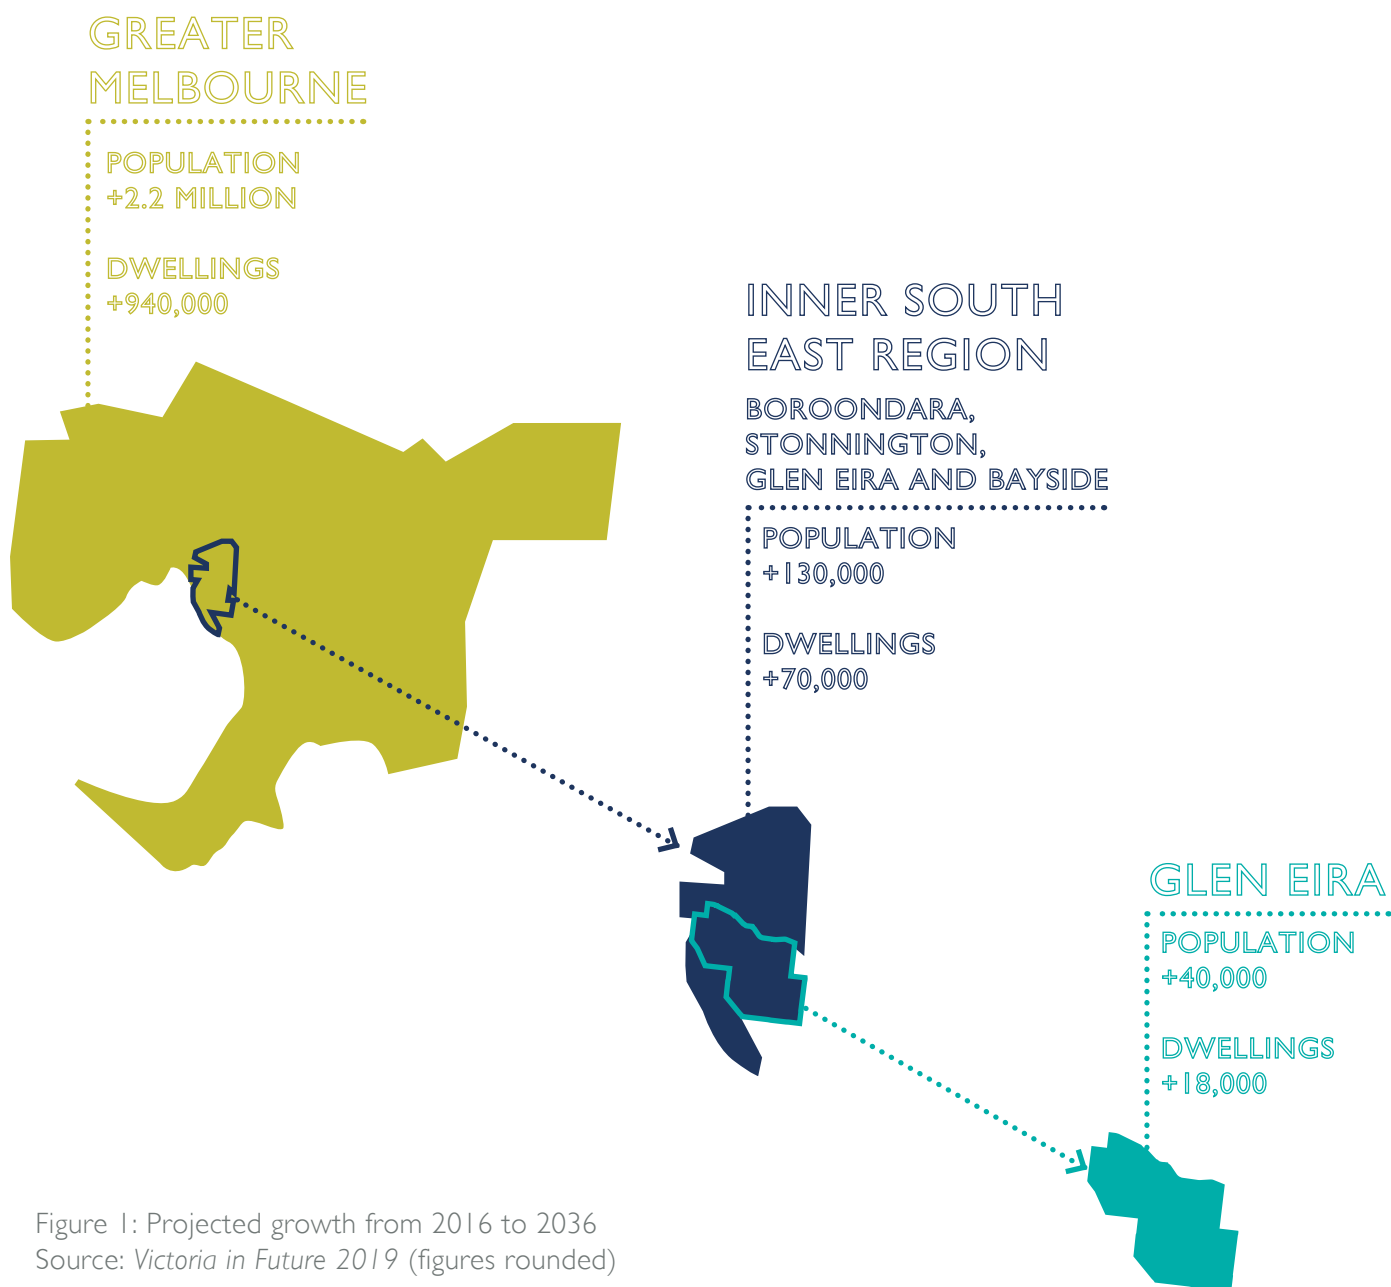 GREATER
MELBOURNE
POPULATION
+2.2 MILLION
DWELLINGS
+940,000
INNER SOUTH
EAST REGION
BOROONDARA,
STONNINGTON,
GLEN EIRA AND BAYSIDE
POPULATION
+130,000
DWELLINGS
+70,000
GLEN EIRA
POPULATION
+40,000
DWELLINGS
+18,000
Figure 1: Projected growth from 2016 to 2036
Source: Victoria in Future 2019 (figures rounded)